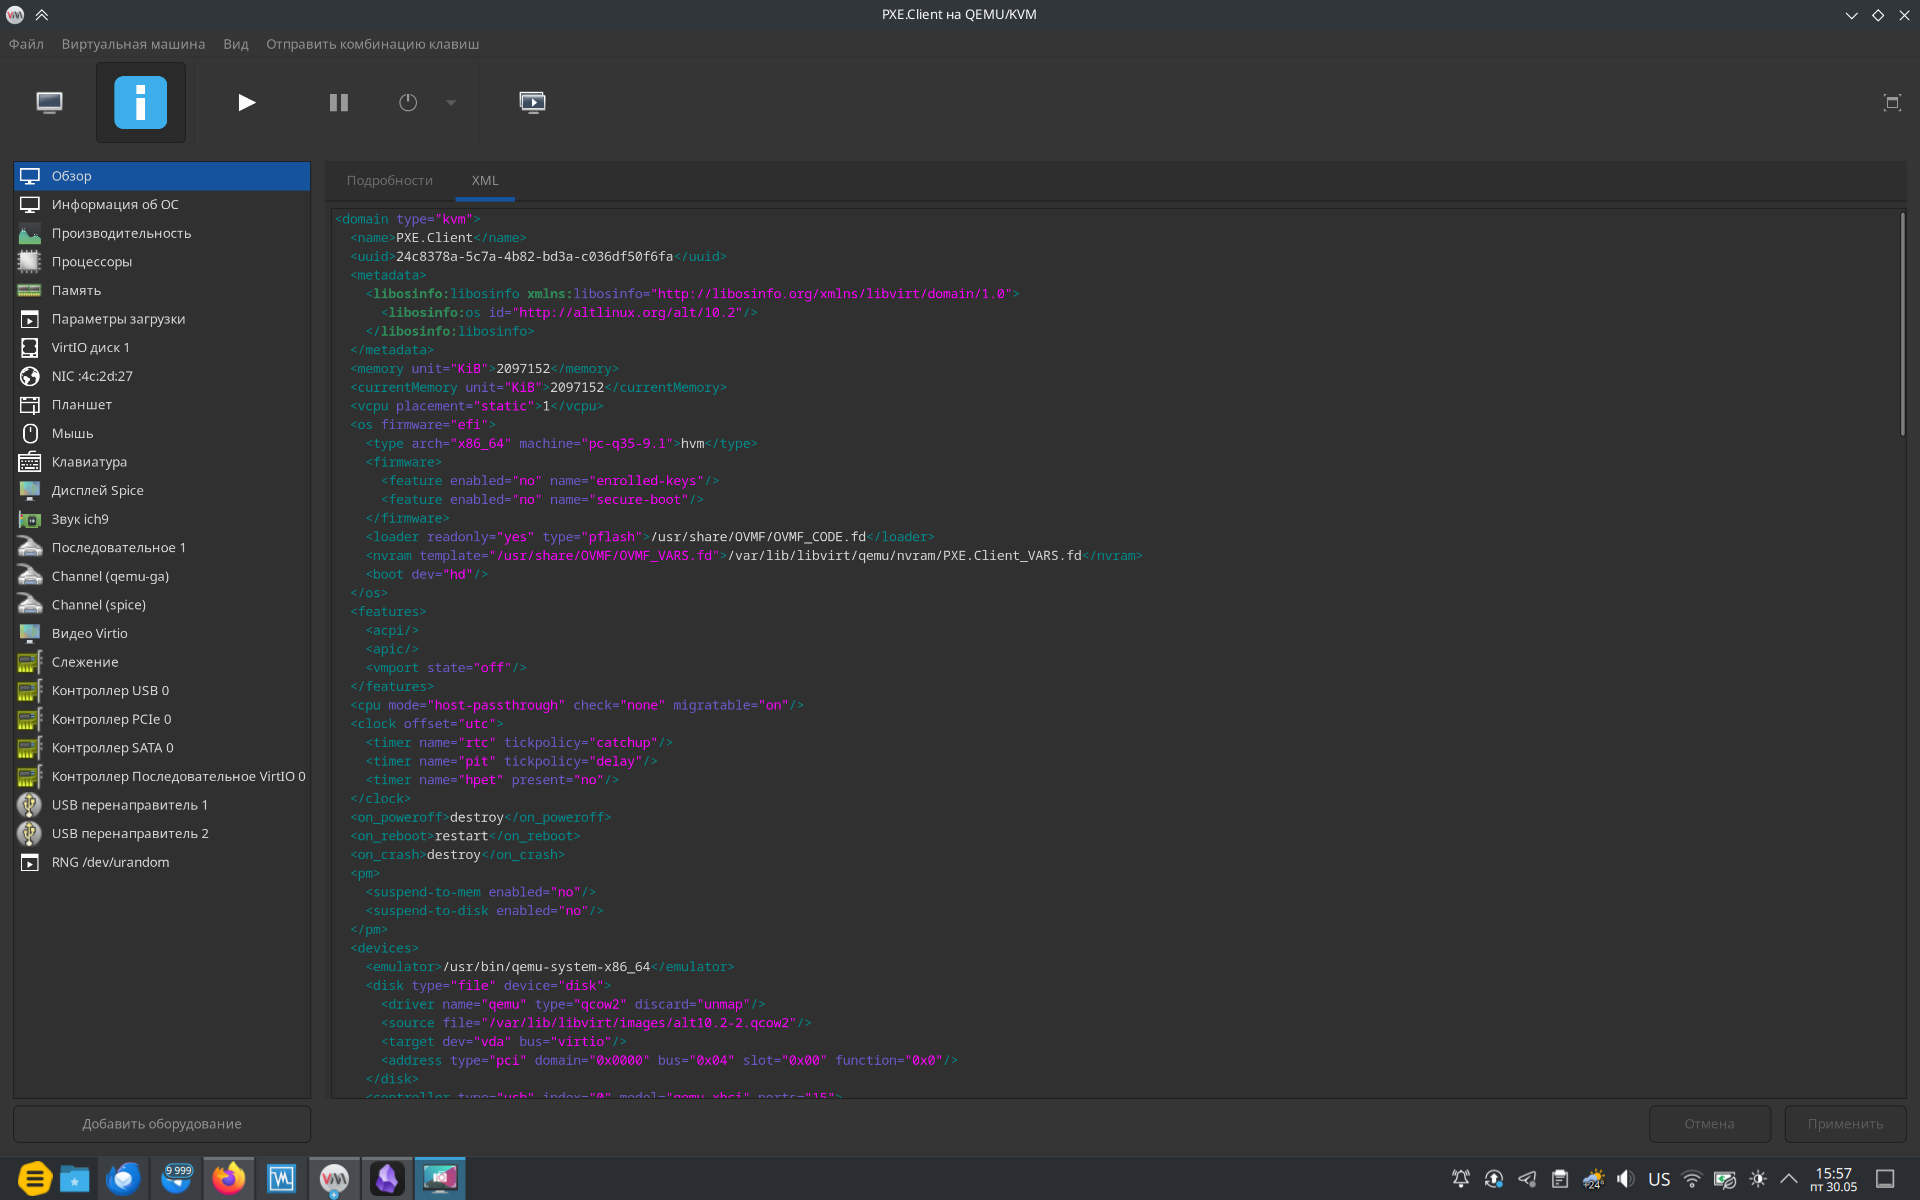 PXE.Client на QEMU/KVM
Файл Виртуальная машина Вид Отправить комбинацию клавиш
Обзор
Информация об ОС
Производительность
Процессоры
Память
Параметры загрузки
VirtIO диск 1
NIC :4c:2d:27
Планшет
Мышь
Клавиатура
Дисплей Spice
Звук ich9
Последовательное 1
Channel (qemu-ga)
Channel (spice)
Видео Virtio
Слежение
Контроллер USB 0
Контроллер PCIe 0
Контроллер SATA 0
Контроллер Последовательное VirtIO 0
USB перенаправитель 1
USB перенаправитель 2
RNG /dev/urandom
Добавить оборудование
Подробности XML
<domain type="kvm">
  <name>PXE.Client</name>
  <uuid>24c8378a-5c7a-4b82-bd3a-c036df50f6fa</uuid>
  <metadata>
    <libosinfo:libosinfo xmlns:libosinfo="http://libosinfo.org/xmlns/libvirt/domain/1.0">
      <libosinfo:os id="http://altlinux.org/alt/10.2"/>
    </libosinfo:libosinfo>
  </metadata>
  <memory unit="KiB">2097152</memory>
  <currentMemory unit="KiB">2097152</currentMemory>
  <vcpu placement="static">1</vcpu>
  <os firmware="efi">
    <type arch="x86_64" machine="pc-q35-9.1">hvm</type>
    <firmware>
      <feature enabled="no" name="enrolled-keys"/>
      <feature enabled="no" name="secure-boot"/>
    </firmware>
    <loader readonly="yes" type="pflash">/usr/share/OVMF/OVMF_CODE.fd</loader>
    <nvram template="/usr/share/OVMF/OVMF_VARS.fd">/var/lib/libvirt/qemu/nvram/PXE.Client_VARS.fd</nvram>
    <boot dev="hd"/>
  </os>
  <features>
    <acpi/>
    <apic/>
    <vmport state="off"/>
  </features>
  <cpu mode="host-passthrough" check="none" migratable="on"/>
  <clock offset="utc">
    <timer name="rtc" tickpolicy="catchup"/>
    <timer name="pit" tickpolicy="delay"/>
    <timer name="hpet" present="no"/>
  </clock>
  <on_poweroff>destroy</on_poweroff>
  <on_reboot>restart</on_reboot>
  <on_crash>destroy</on_crash>
  <pm>
    <suspend-to-mem enabled="no"/>
    <suspend-to-disk enabled="no"/>
  </pm>
  <devices>
    <emulator>/usr/bin/qemu-system-x86_64</emulator>
    <disk type="file" device="disk">
      <driver name="qemu" type="qcow2" discard="unmap"/>
      <source file="/var/lib/libvirt/images/alt10.2-2.qcow2"/>
      <target dev="vda" bus="virtio"/>
      <address type="pci" domain="0x0000" bus="0x04" slot="0x00" function="0x0"/>
    </disk>
    <controller type="usb" index="0" model="qemu-xhci" ports="15">
Отмена Применить
9 999
+24°
US
15:57
пт 30.05